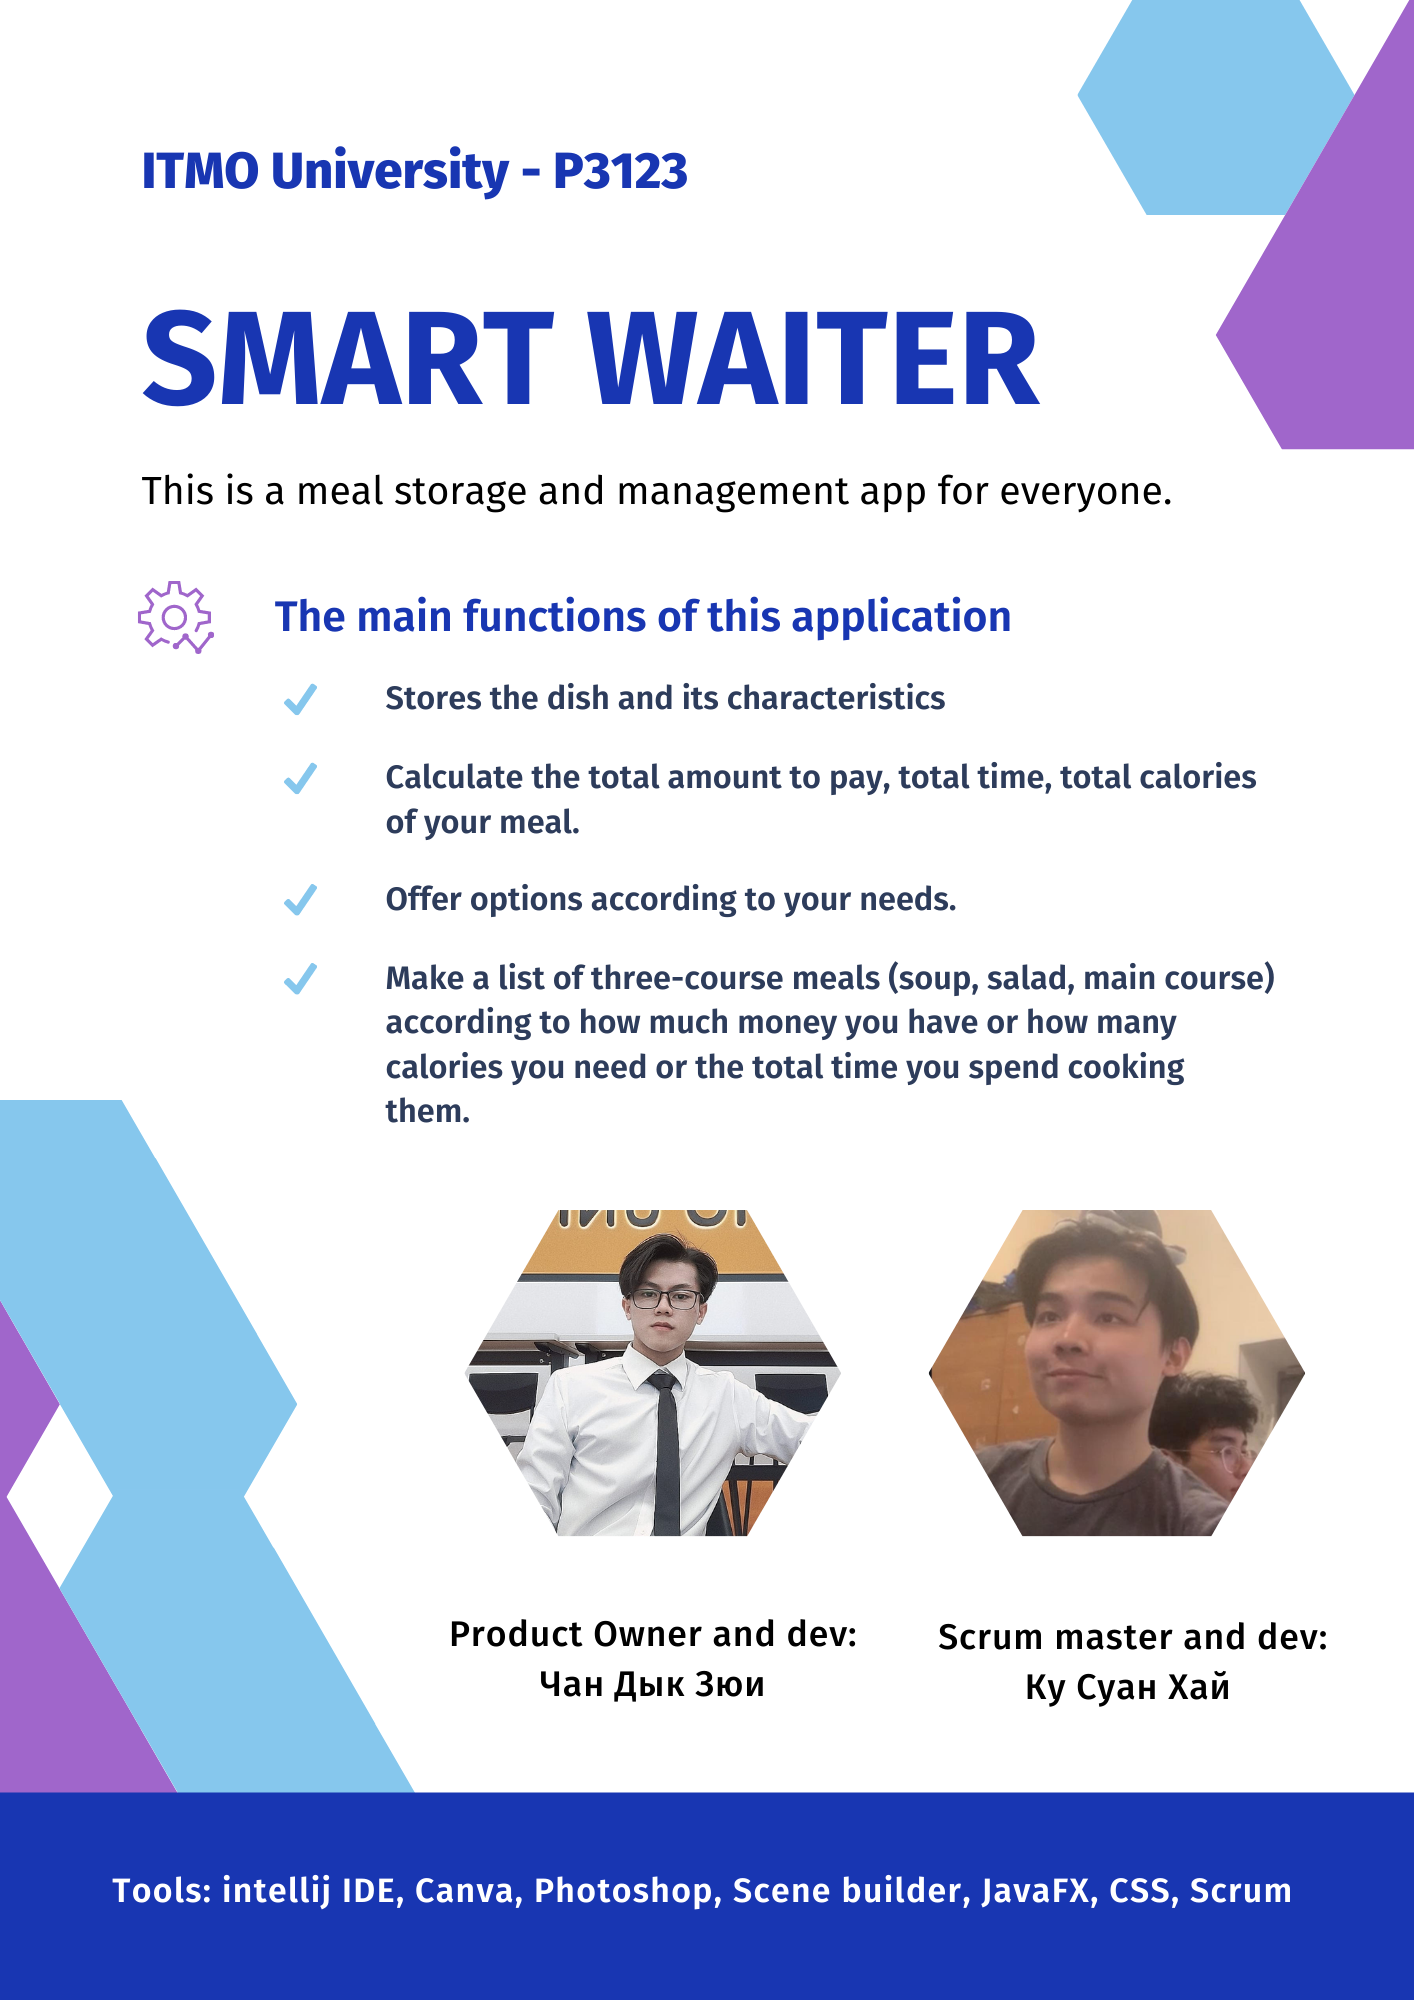 ITMO University - P3123
SMART WAITER
This is a meal storage and management app for everyone.
The main functions of this application
Stores the dish and its characteristics
Calculate the total amount to pay, total time, total calories
of your meal.
Offer options according to your needs.
Make a list of three-course meals (soup, salad, main course)
according to how much money you have or how many
calories you need or the total time you spend cooking
them.
Product Owner and dev:
Чан Дык Зюи
Scrum master and dev:
Ку Суан Хай
Tools: intellij IDE, Canva, Photoshop, Scene builder, JavaFX, CSS, Scrum